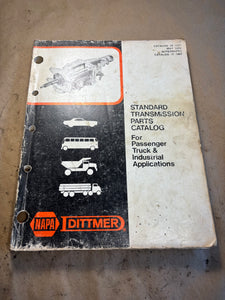 STANDARD
TRANSMISSION
PARTS
CATALOG
For
Passenger
Truck &
Industrial
Applications
NAPA
DITTMER